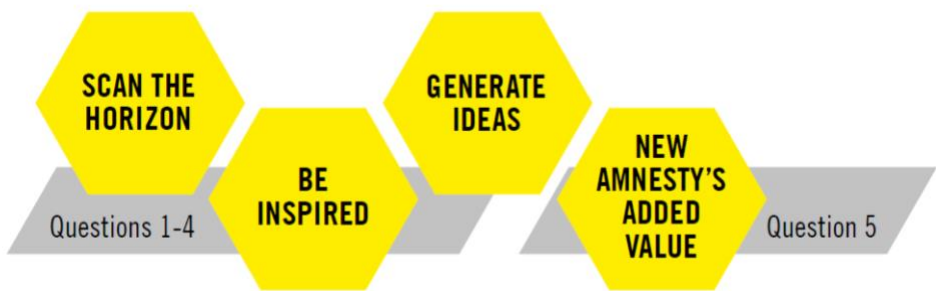 SCAN THE
HORIZON
BE
INSPIRED
GENERATE
IDEAS
NEW
AMNESTY'S
ADDED
VALUE
Questions 1-4
Question 5